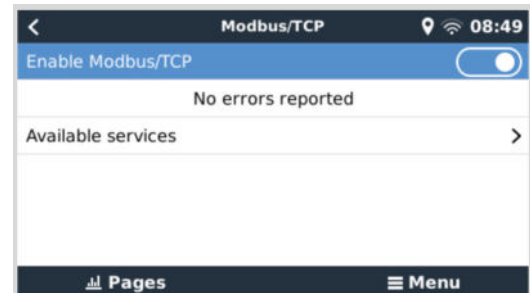 Modbus/TCP 08:49
Enable Modbus/TCP
No errors reported
Available services
Pages Menu